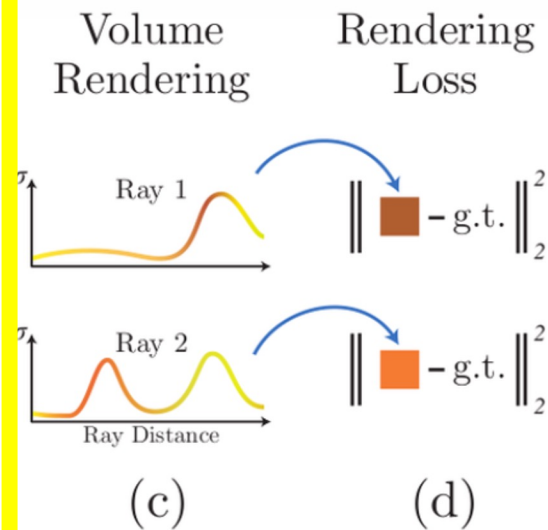 Volume
Rendering
Rendering
Loss
σ
Ray 1
‖ – g.t. ‖ 2 2
σ
Ray 2
‖ – g.t. ‖ 2 2
Ray Distance
(c)
(d)